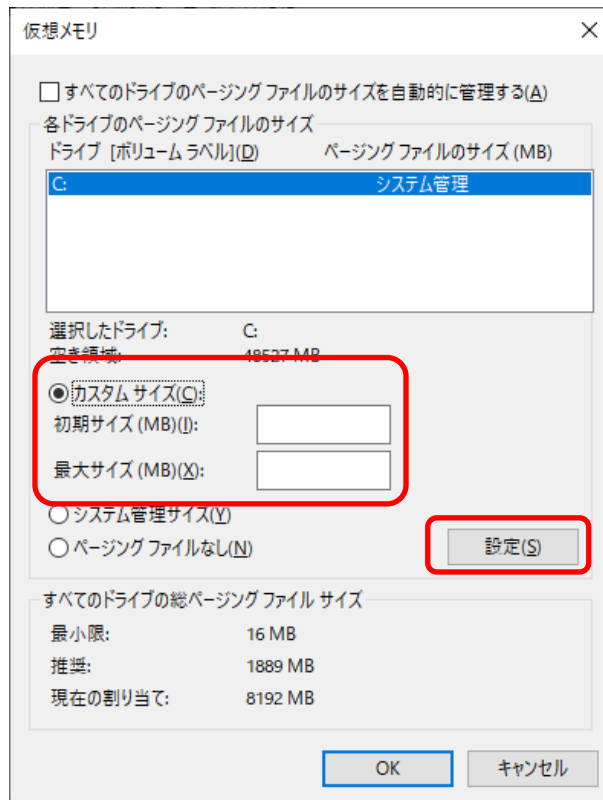 仮想メモリ
すべてのドライブのページング ファイルのサイズを自動的に管理する(A)
各ドライブのページング ファイルのサイズ
ドライブ [ボリューム ラベル](D) ページング ファイルのサイズ (MB)
C: システム管理
選択したドライブ: C:
空き領域: 48527 MB
カスタム サイズ(C):
初期サイズ (MB)(I):
最大サイズ (MB)(X):
システム管理サイズ(Y)
ページング ファイルなし(N)
設定(S)
すべてのドライブの総ページング ファイル サイズ
最小限: 16 MB
推奨: 1889 MB
現在の割り当て: 8192 MB
OK キャンセル